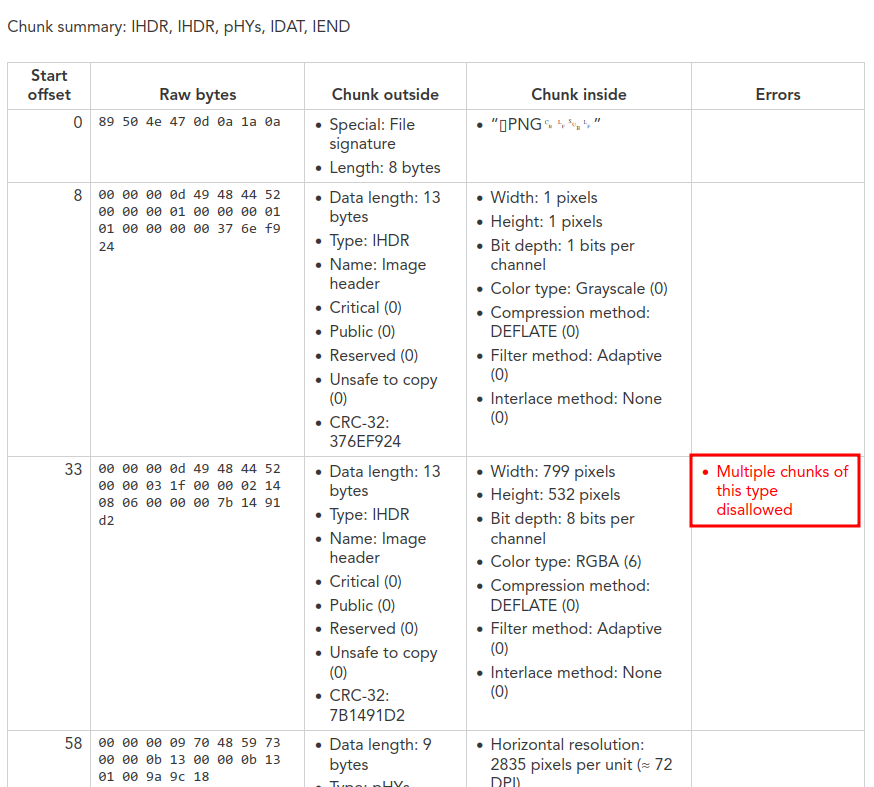 Chunk summary: IHDR, IHDR, pHYs, IDAT, IEND
Start
offset
Raw bytes
Chunk outside
Chunk inside
Errors
0
89 50 4e 47 0d 0a 1a 0a
• Special: File
signature
• Length: 8 bytes
• “▯PNG␍␊␚␊”
8
00 00 00 0d 49 48 44 52
00 00 00 01 00 00 00 01
01 00 00 00 00 37 6e f9
24
• Data length: 13
bytes
• Type: IHDR
• Name: Image
header
• Critical (0)
• Public (0)
• Reserved (0)
• Unsafe to copy
(0)
• CRC-32:
376EF924
• Width: 1 pixels
• Height: 1 pixels
• Bit depth: 1 bits per
channel
• Color type: Grayscale (0)
• Compression method:
DEFLATE (0)
• Filter method: Adaptive
(0)
• Interlace method: None
(0)
33
00 00 00 0d 49 48 44 52
00 00 03 1f 00 00 02 14
08 06 00 00 00 7b 14 91
d2
• Data length: 13
bytes
• Type: IHDR
• Name: Image
header
• Critical (0)
• Public (0)
• Reserved (0)
• Unsafe to copy
(0)
• CRC-32:
7B1491D2
• Width: 799 pixels
• Height: 532 pixels
• Bit depth: 8 bits per
channel
• Color type: RGBA (6)
• Compression method:
DEFLATE (0)
• Filter method: Adaptive
(0)
• Interlace method: None
(0)
• Multiple chunks of
this type
disallowed
58
00 00 00 09 70 48 59 73
00 00 0b 13 00 00 0b 13
01 00 9a 9c 18
• Data length: 9
bytes
• Type: pHYs
• Horizontal resolution:
2835 pixels per unit (≈ 72
DPI)